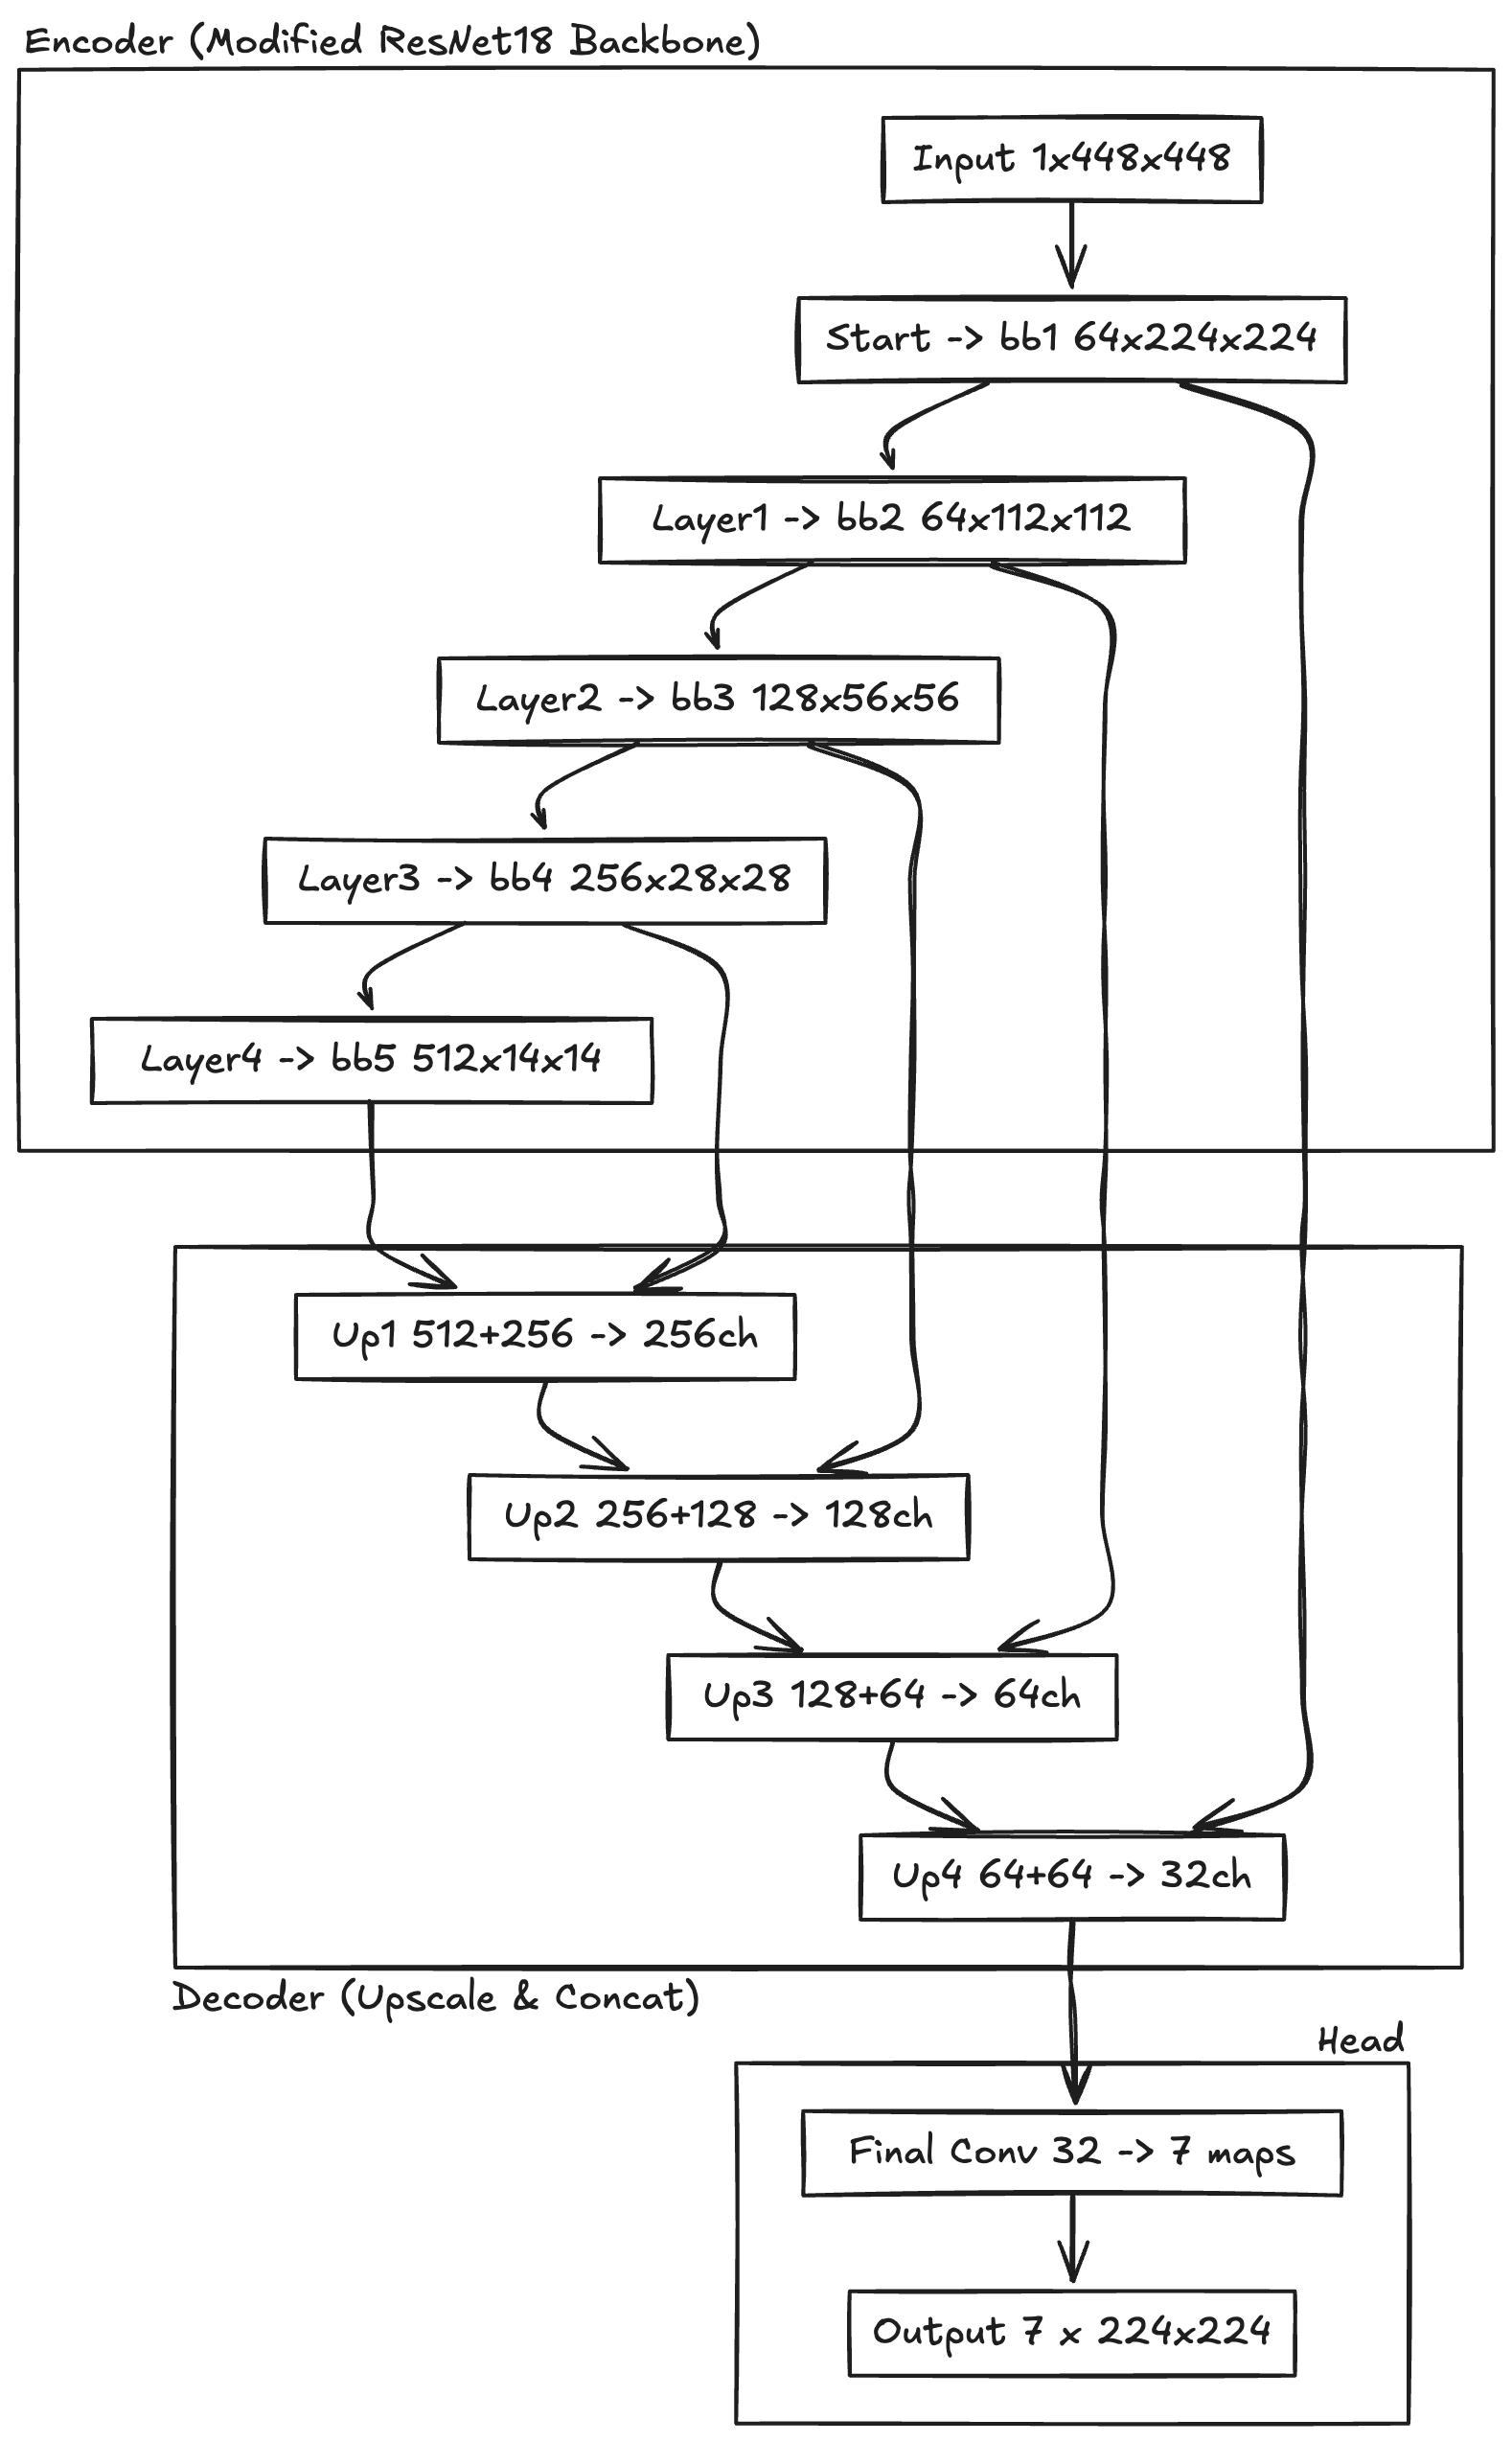 Encoder (Modified ResNet18 Backbone)
Input 1x448x448
Start -> bb1 64x224x224
Layer1 -> bb2 64x112x112
Layer2 -> bb3 128x56x56
Layer3 -> bb4 256x28x28
Layer4 -> bb5 512x14x14
Up1 512+256 -> 256ch
Up2 256+128 -> 128ch
Up3 128+64 -> 64ch
Up4 64+64 -> 32ch
Decoder (Upscale & Concat)
Head
Final Conv 32 -> 7 maps
Output 7 x 224x224